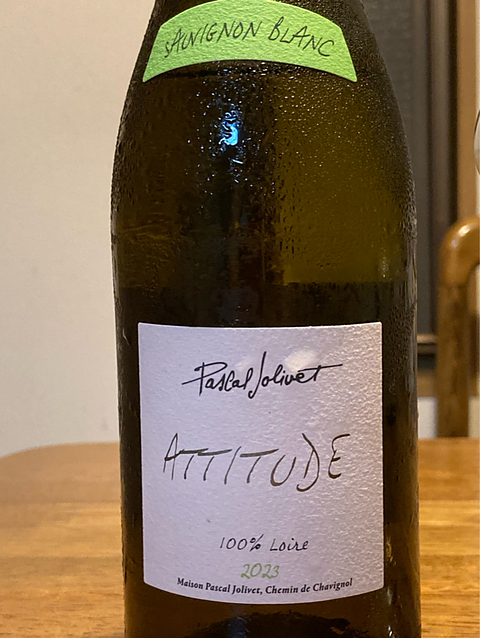 SAUVIGNON BLANC
Pascal Jolivet
ATTITUDE
100% Loire
2023
Maison Pascal Jolivet, Chemin de Chavignol